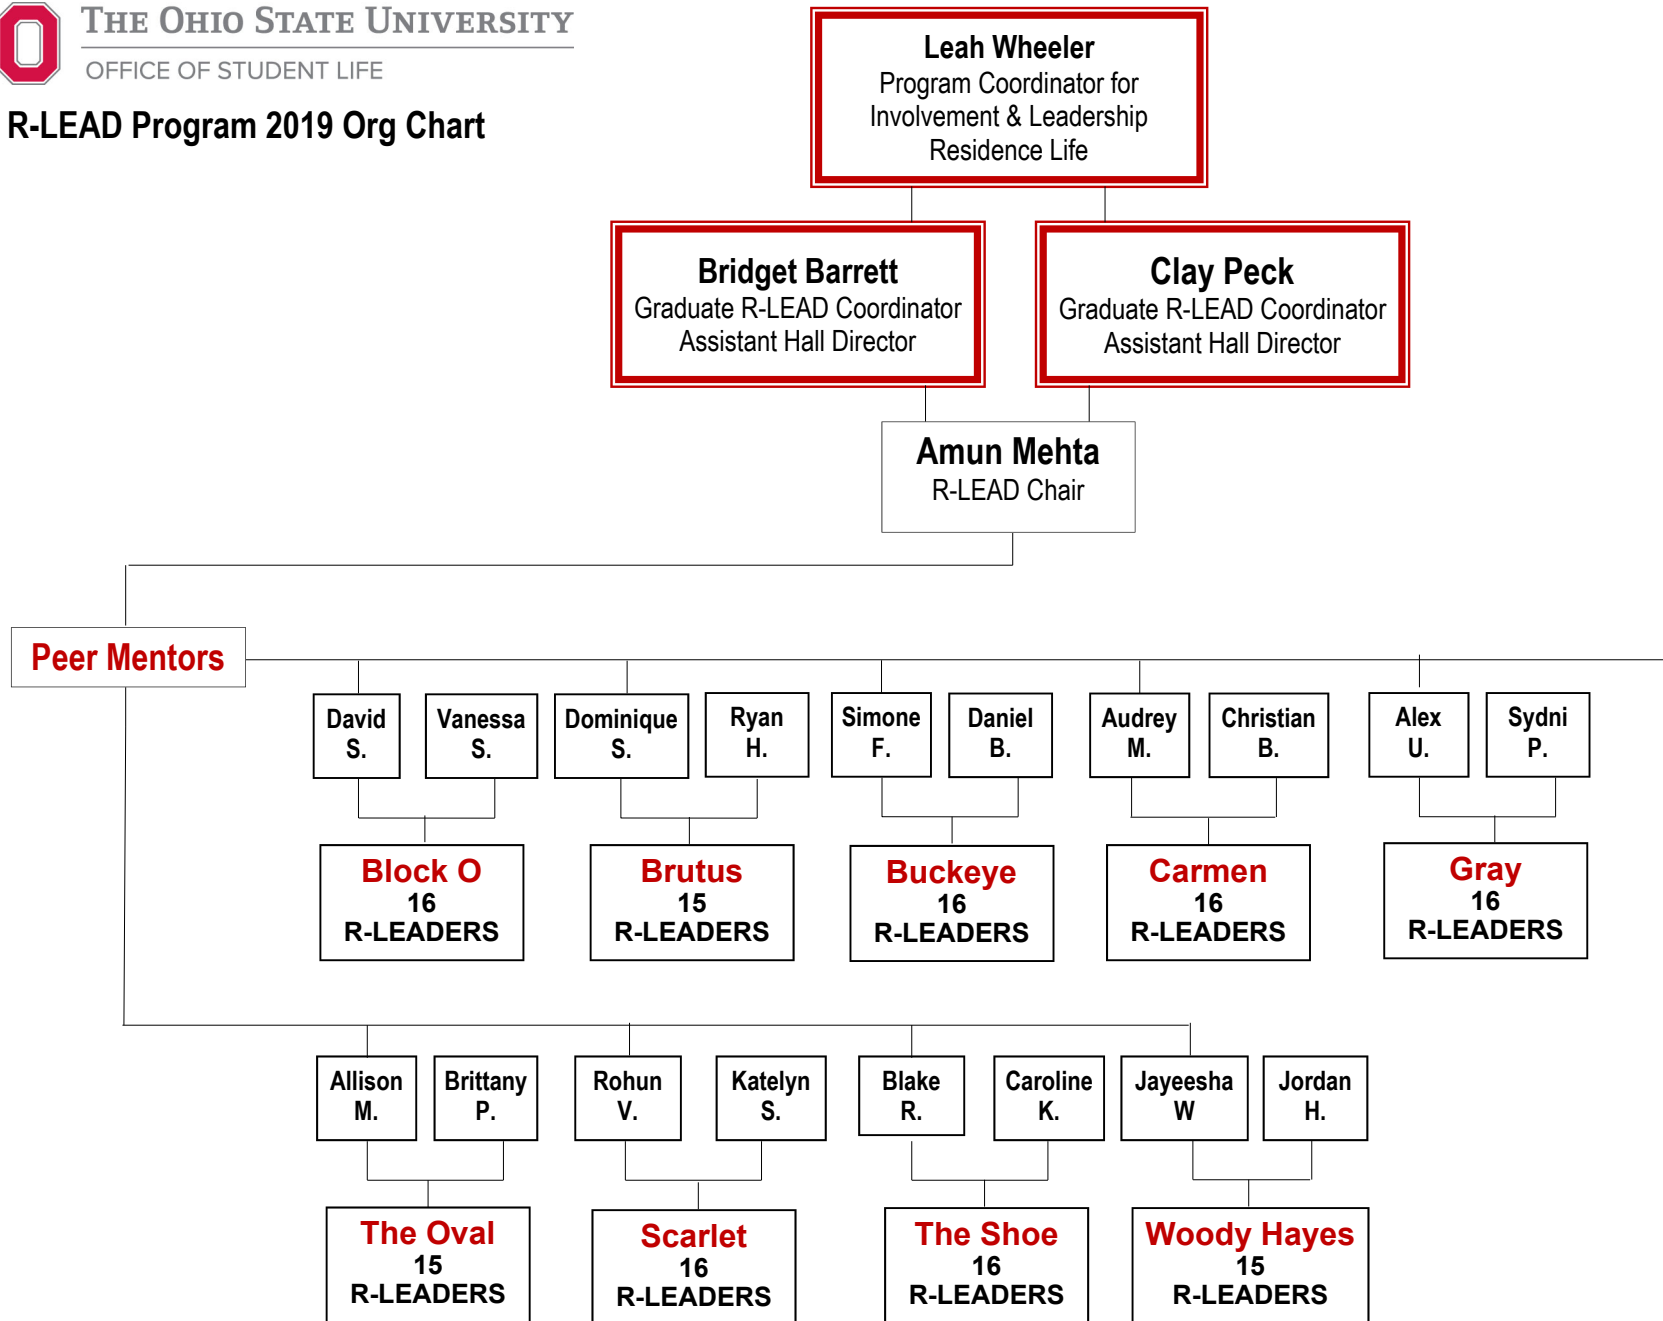 THE OHIO STATE UNIVERSITY
OFFICE OF STUDENT LIFE
R-LEAD Program 2019 Org Chart
Leah Wheeler
Program Coordinator for
Involvement & Leadership
Residence Life
Bridget Barrett
Graduate R-LEAD Coordinator
Assistant Hall Director
Clay Peck
Graduate R-LEAD Coordinator
Assistant Hall Director
Amun Mehta
R-LEAD Chair
Peer Mentors
David
S.
Vanessa
S.
Dominique
S.
Ryan
H.
Simone
F.
Daniel
B.
Audrey
M.
Christian
B.
Alex
U.
Sydni
P.
Block O
16
R-LEADERS
Brutus
15
R-LEADERS
Buckeye
16
R-LEADERS
Carmen
16
R-LEADERS
Gray
16
R-LEADERS
Allison
M.
Brittany
P.
Rohun
V.
Katelyn
S.
Blake
R.
Caroline
K.
Jayeesha
W
Jordan
H.
The Oval
15
R-LEADERS
Scarlet
16
R-LEADERS
The Shoe
16
R-LEADERS
Woody Hayes
15
R-LEADERS